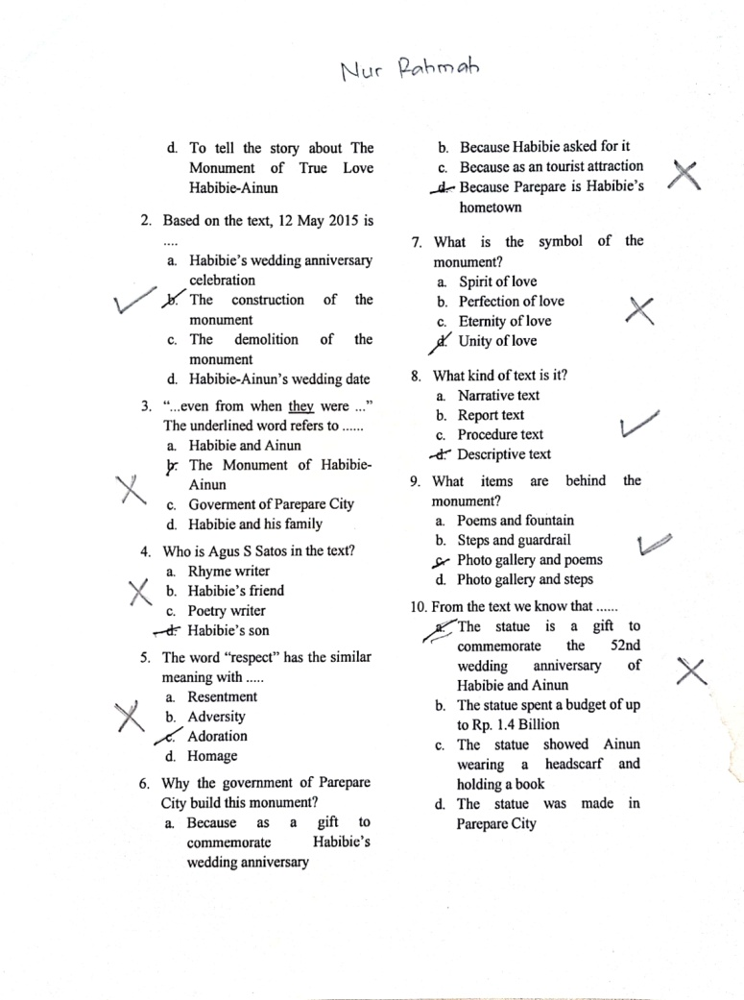 Nur Rahmah
d. To tell the story about The
Monument of True Love
Habibie-Ainun
2. Based on the text, 12 May 2015 is
....
a. Habibie's wedding anniversary
celebration
b. The construction of the
monument
c. The demolition of the
monument
d. Habibie-Ainun's wedding date
3. "...even from when they were ..."
The underlined word refers to ......
a. Habibie and Ainun
b. The Monument of Habibie-
Ainun
c. Goverment of Parepare City
d. Habibie and his family
4. Who is Agus S Satos in the text?
a. Rhyme writer
b. Habibie's friend
c. Poetry writer
d. Habibie's son
5. The word "respect" has the similar
meaning with .....
a. Resentment
b. Adversity
c. Adoration
d. Homage
6. Why the government of Parepare
City build this monument?
a. Because as a gift to
commemorate Habibie's
wedding anniversary
b. Because Habibie asked for it
c. Because as an tourist attraction
d. Because Parepare is Habibie's
hometown
7. What is the symbol of the
monument?
a. Spirit of love
b. Perfection of love
c. Eternity of love
d. Unity of love
8. What kind of text is it?
a. Narrative text
b. Report text
c. Procedure text
d. Descriptive text
9. What items are behind the
monument?
a. Poems and fountain
b. Steps and guardrail
c. Photo gallery and poems
d. Photo gallery and steps
10. From the text we know that ......
a. The statue is a gift to
commemorate the 52nd
wedding anniversary of
Habibie and Ainun
b. The statue spent a budget of up
to Rp. 1.4 Billion
c. The statue showed Ainun
wearing a headscarf and
holding a book
d. The statue was made in
Parepare City